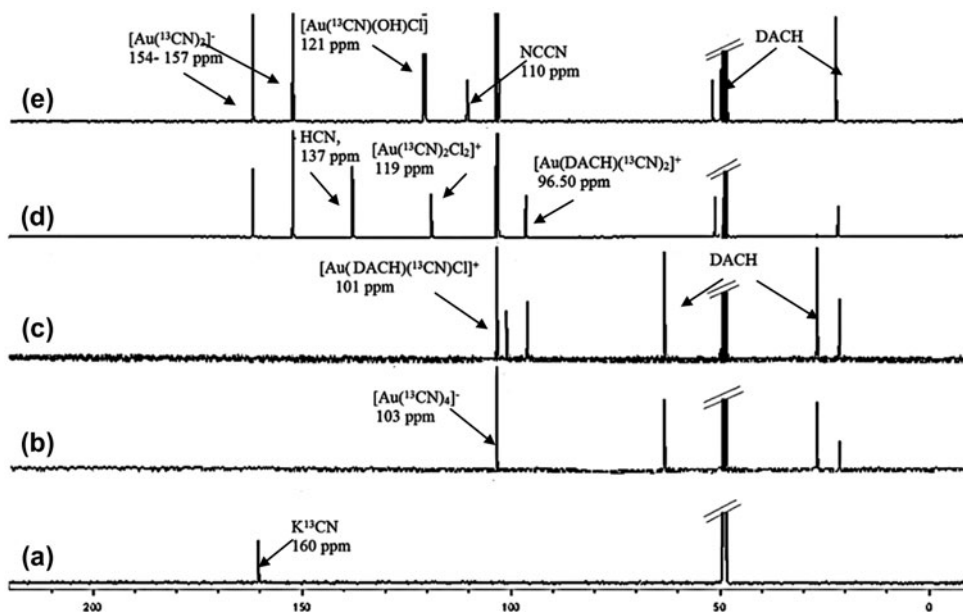 [Au(¹³CN)₂]⁻
154- 157 ppm
[Au(¹³CN)(OH)Cl]⁻
121 ppm
NCCN
110 ppm
DACH
(e)
HCN,
137 ppm
[Au(¹³CN)₂Cl₂]⁺
119 ppm
[Au(DACH)(¹³CN)₂]⁺
96.50 ppm
(d)
[Au(DACH)(¹³CN)Cl]⁺
101 ppm
DACH
(c)
[Au(¹³CN)₄]⁻
103 ppm
(b)
K¹³CN
160 ppm
(a)
200 150 100 50 0